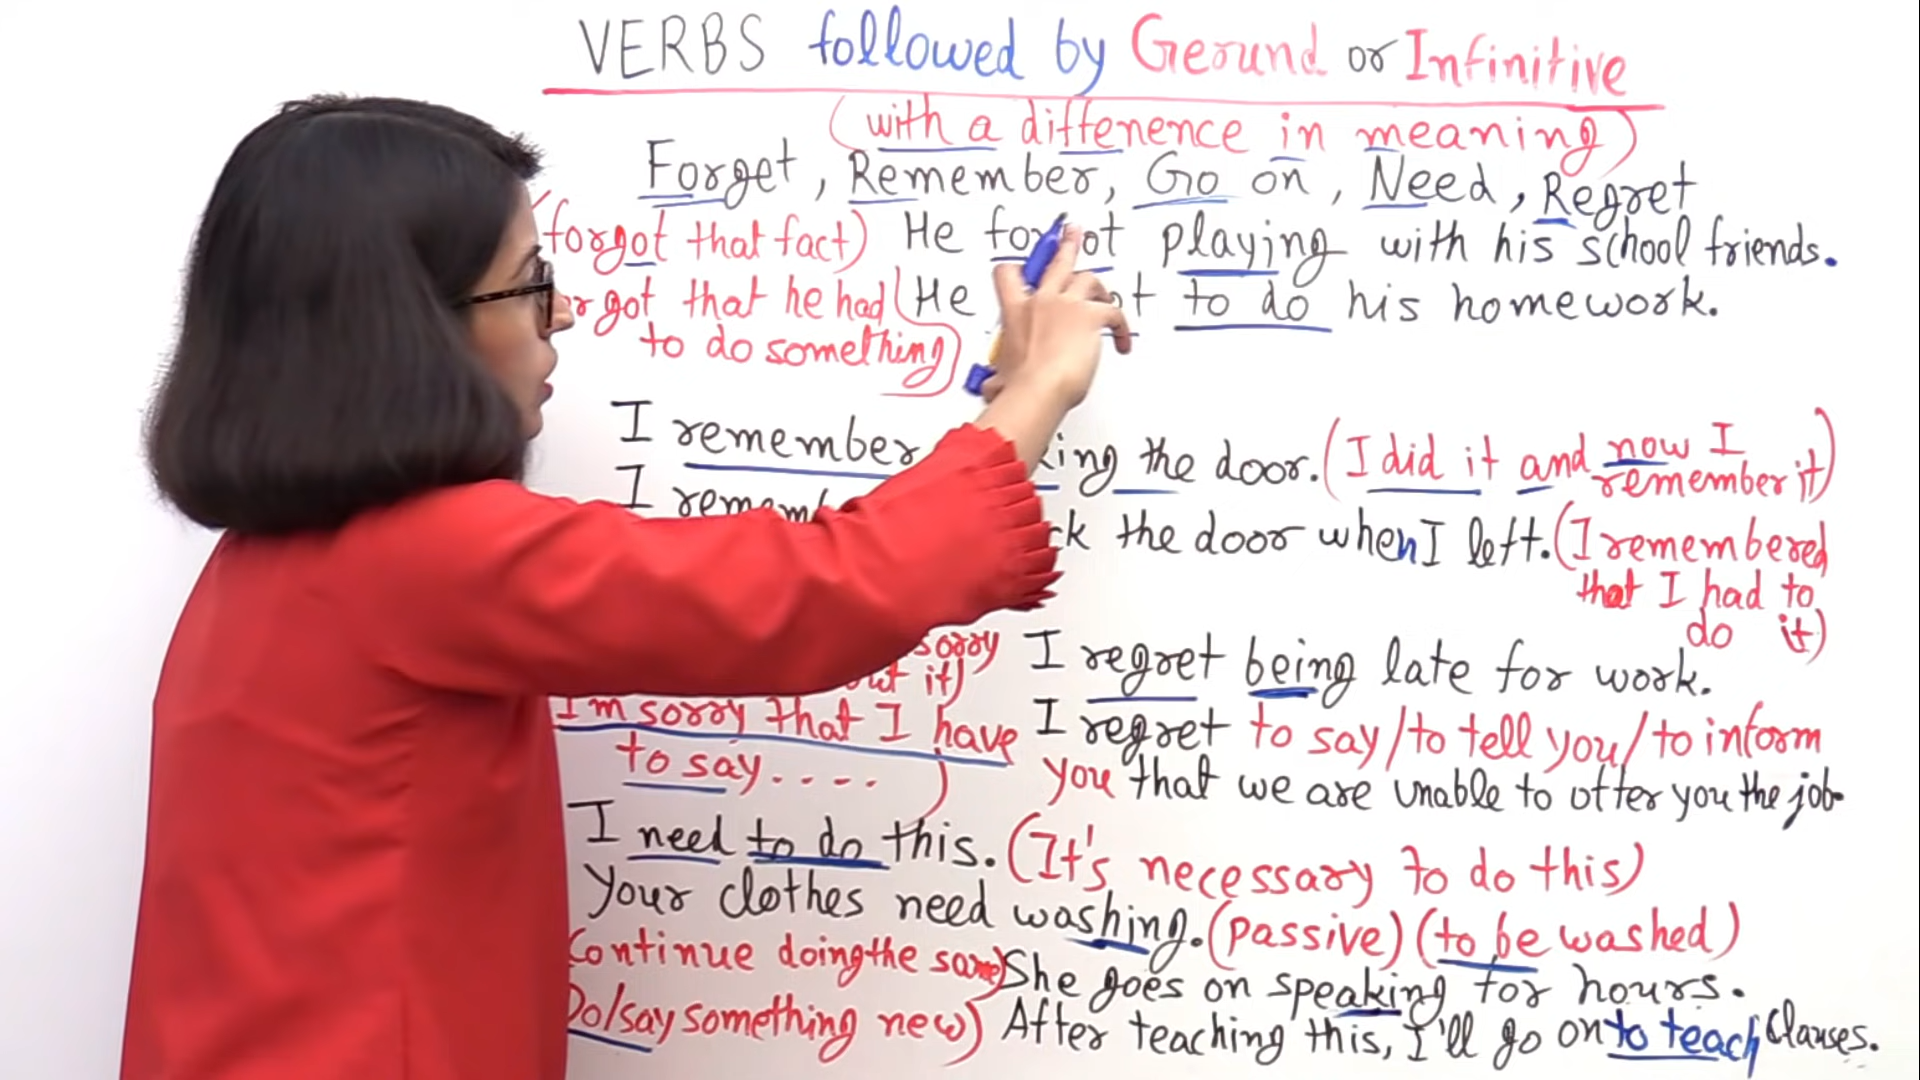 VERBS followed by Gerund or Infinitive
(with a difference in meaning)
Forget, Remember, Go on, Need, Regret
(forgot that fact) He forgot playing with his school friends.
got that he had He to do his homework.
to do something)
I remember the door. (I did it and now I remember it)
I the door when I left. (I remembered that I had to do it)
sorry I regret being late for work.
it)
I'm sorry that I have I regret to say/to tell you/to inform
to say.... ) you that we are unable to offer you the job.
I need to do this. (It's necessary to do this)
Your clothes need washing. (passive) (to be washed)
Continue doing the same) She goes on speaking for hours.
Do/say something new) After teaching this, I'll go on to teach Clauses.